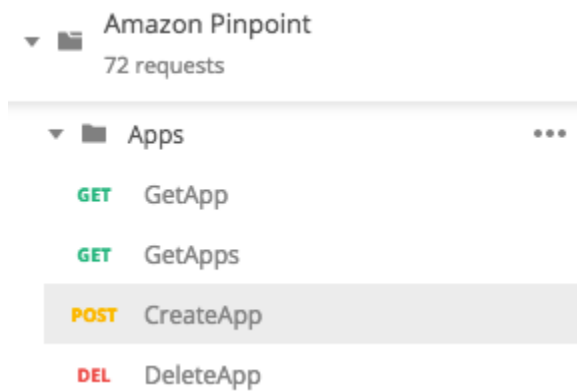 Amazon Pinpoint
72 requests
Apps
GET GetApp
GET GetApps
POST CreateApp
DEL DeleteApp